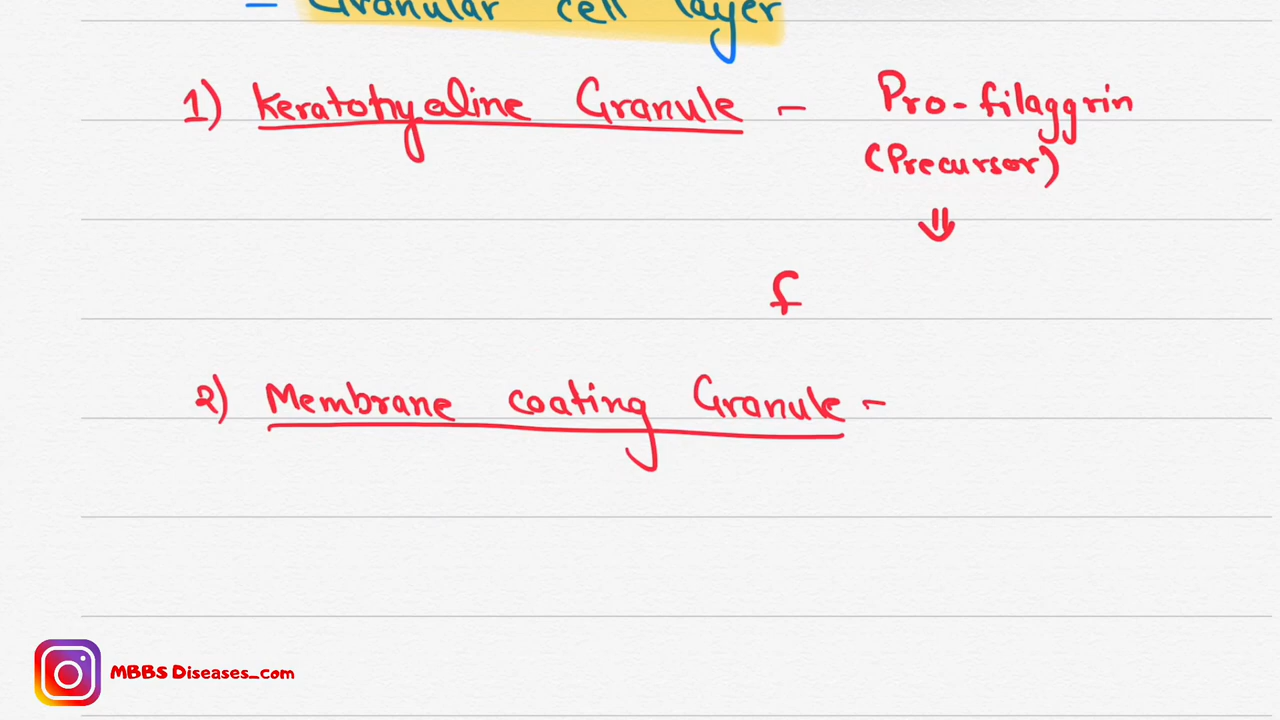 = Granular cell layer
1) Keratohyaline Granule - Pro-filaggrin
(Precursor)
⇓
f
2) Membrane coating Granule -
MBBS Diseases_com